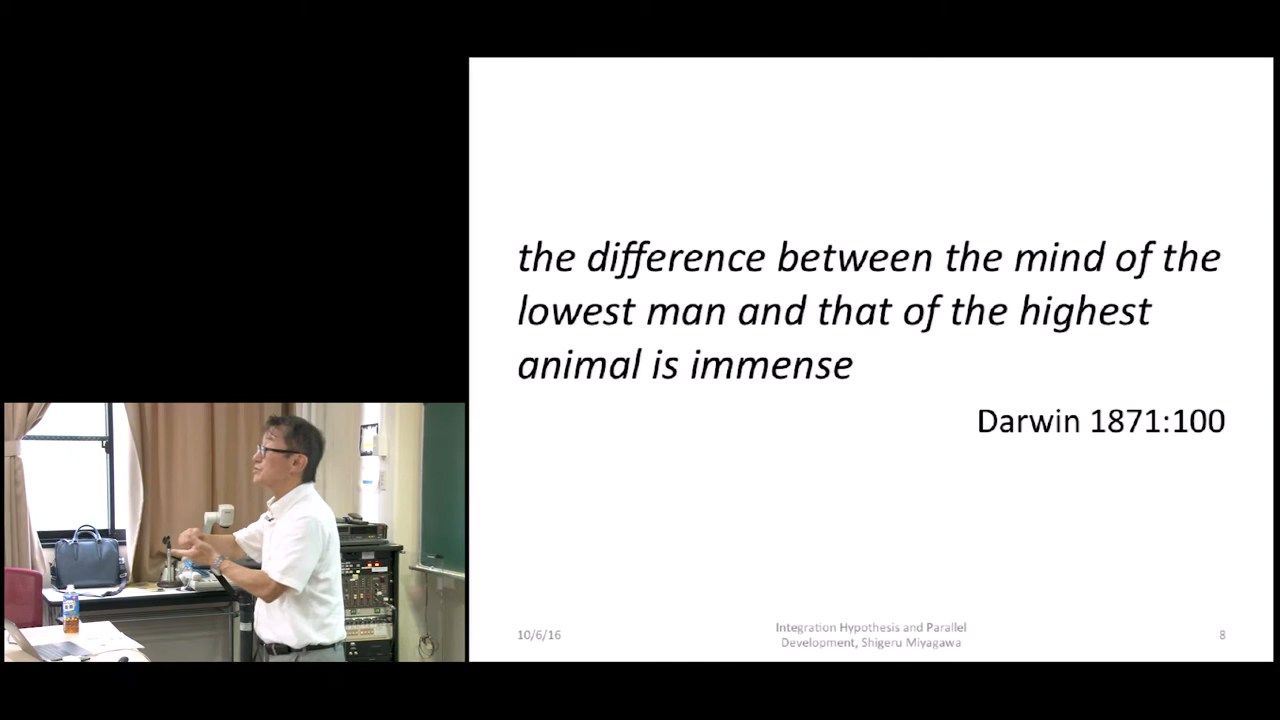 the difference between the mind of the
lowest man and that of the highest
animal is immense
Darwin 1871:100
10/6/16
Integration Hypothesis and Parallel
Development, Shigeru Miyagawa
8